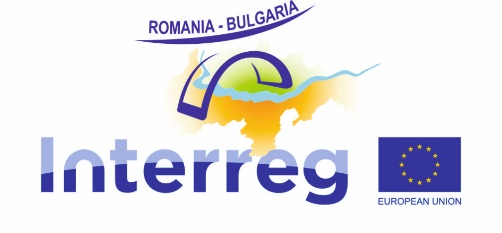 ROMANIA - BULGARIA
Interreg
EUROPEAN UNION